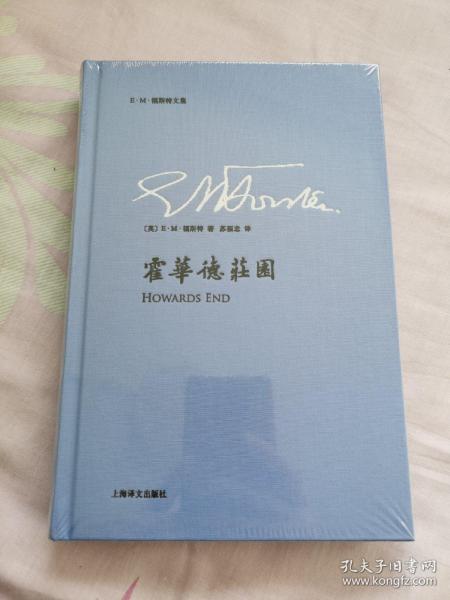 E·M·福斯特文集
E.M.Forster.
〔英〕E·M·福斯特 著 苏福忠 译
霍華德莊園
HOWARDS END
上海译文出版社
孔夫子旧书网
www.kongfz.com